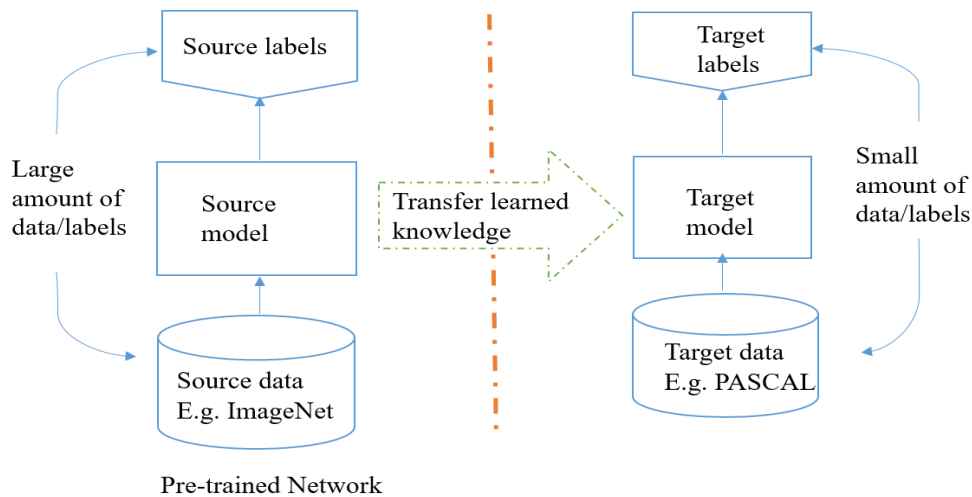 Source labels
Large
amount of
data/labels
Source
model
Source data
E.g. ImageNet
Pre-trained Network
Transfer learned
knowledge
Target
labels
Target
model
Small
amount of
data/labels
Target data
E.g. PASCAL